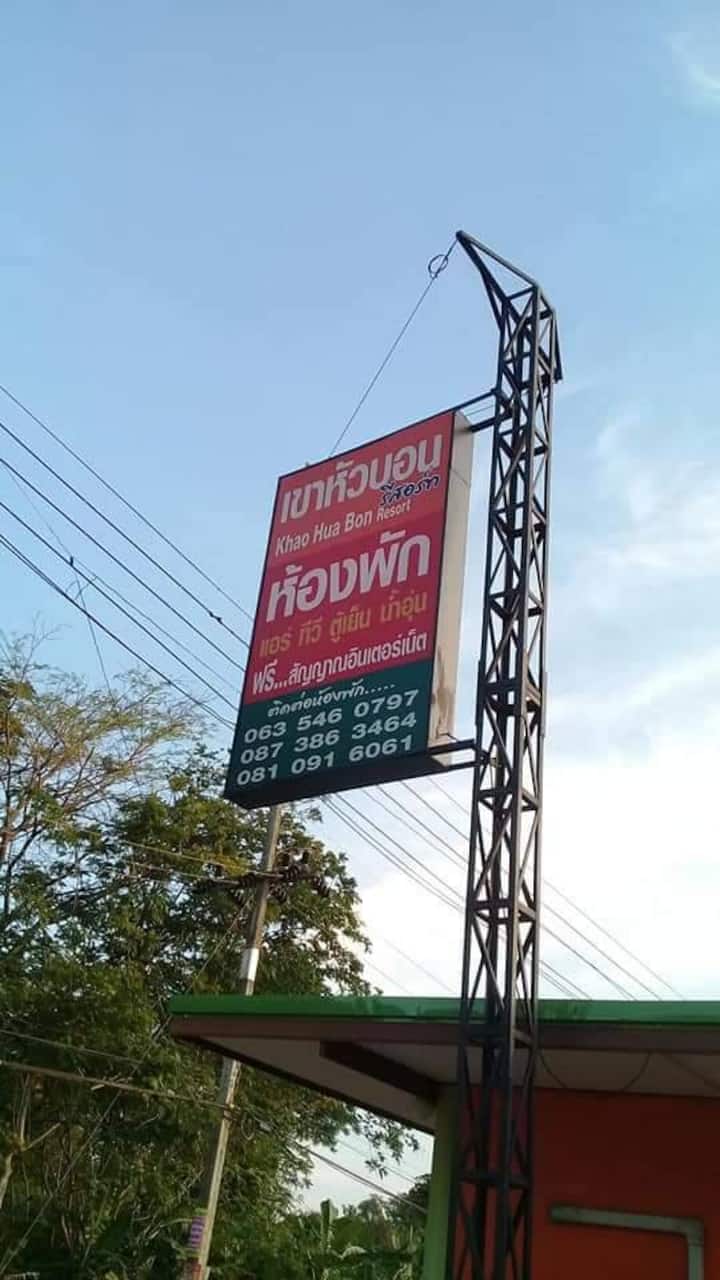 เขาหัวบอน
รีสอร์ท
Khao Hua Bon Resort
ห้องพัก
แอร์ ทีวี ตู้เย็น น้ำอุ่น
ฟรี...สัญญาณอินเตอร์เน็ต
ติดต่อห้องพัก.....
063 546 0797
087 386 3464
081 091 6061